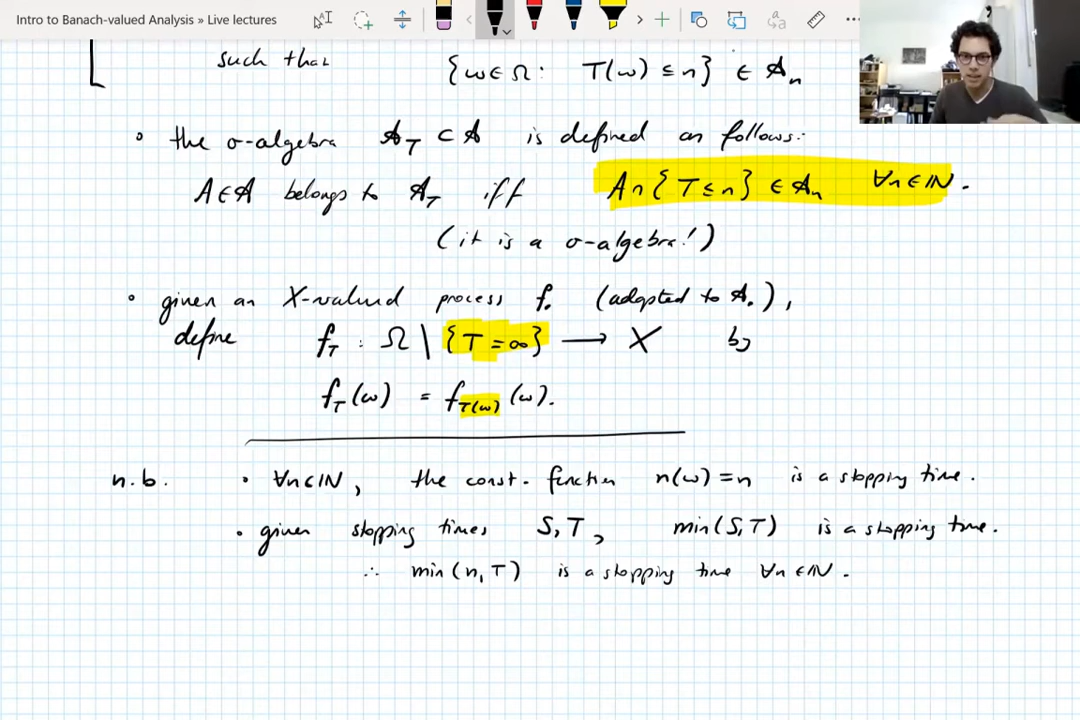 Intro to Banach-valued Analysis » Live lectures
such that {ω∈Ω: T(ω) ≤ n} ∈ 𝒜ₙ
• the σ-algebra 𝒜_T ⊂ 𝒜 is defined as follows:
A∈𝒜 belongs to 𝒜_T iff A∩{T≤n} ∈ 𝒜ₙ ∀n∈ℕ.
(it is a σ-algebra!)
• given an X-valued process f. (adapted to 𝒜.),
define f_T : Ω \ {T = ∞} → X by
f_T(ω) = f_{T(ω)}(ω).
n.b. • ∀n∈ℕ, the const. function n(ω)=n is a stopping time.
• given stopping times S,T, min(S,T) is a stopping time.
∴ min(n,T) is a stopping time ∀n∈ℕ.